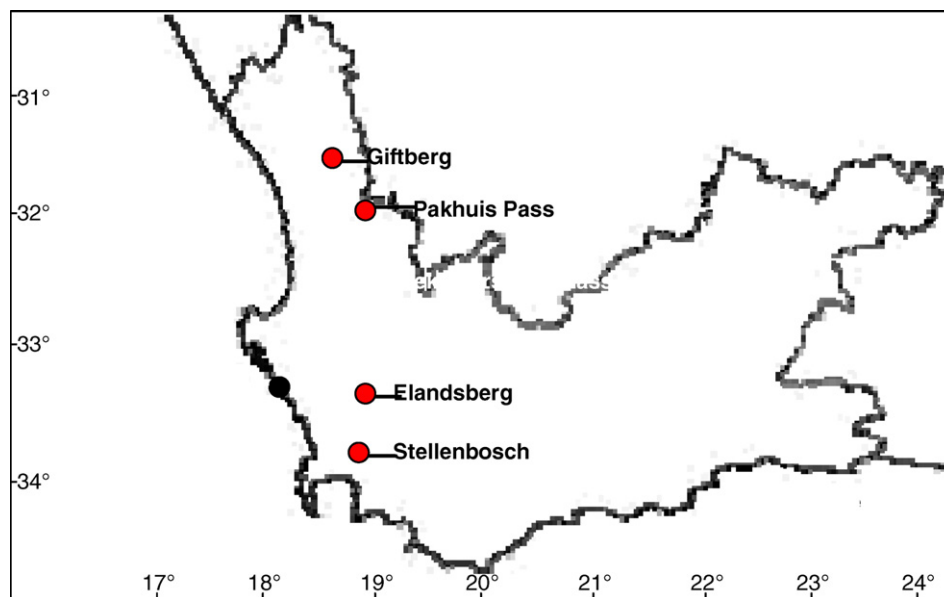 31°
Giftberg
32°
Pakhuis Pass
33°
Elandsberg
Stellenbosch
34°
17° 18° 19° 20° 21° 22° 23° 24°